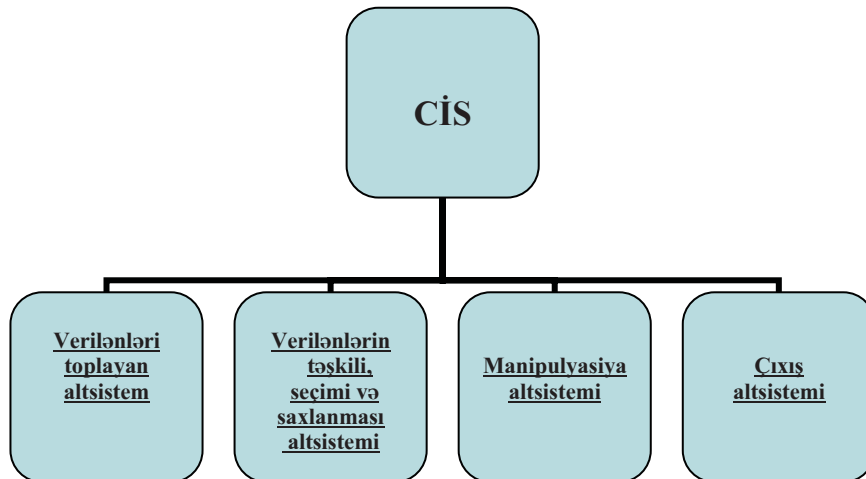 CİS
Verilənləri
toplayan
altsistem
Verilənlərin
təşkili,
seçimi və
saxlanması
altsistemi
Manipulyasiya
altsistemi
Çıxış
altsistemi